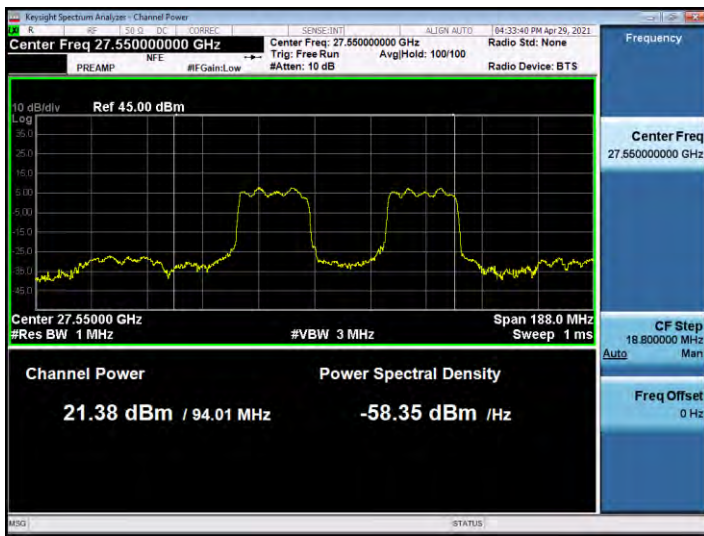 Keysight Spectrum Analyzer - Channel Power
R RF 50 Ω DC CORREC SENSE:INT ALIGN AUTO 04:33:40 PM Apr 29, 2021
Center Freq 27.550000000 GHz
Center Freq: 27.550000000 GHz
Radio Std: None
NFE
Trig: Free Run
Avg|Hold: 100/100
PREAMP #IFGain:Low
#Atten: 10 dB
Radio Device: BTS
Frequency
10 dB/div Ref 45.00 dBm
Log
35.0
25.0
15.0
5.00
-5.00
-15.0
-25.0
-35.0
-45.0
Center 27.55000 GHz
Span 188.0 MHz
#Res BW 1 MHz
#VBW 3 MHz
Sweep 1 ms
Center Freq
27.550000000 GHz
CF Step
18.800000 MHz
Auto Man
Freq Offset
0 Hz
Channel Power
Power Spectral Density
21.38 dBm / 94.01 MHz
-58.35 dBm /Hz
MSG
STATUS